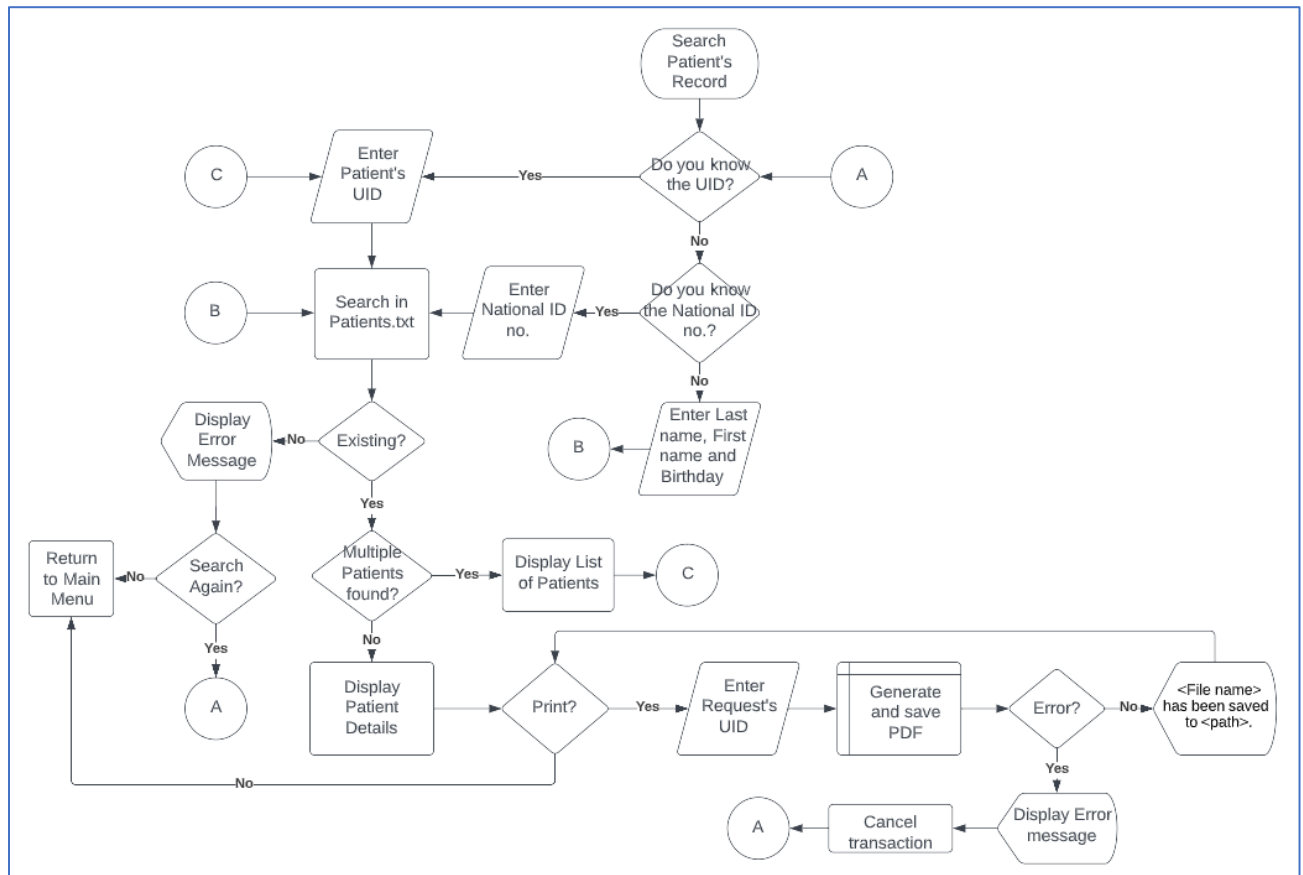 Search
Patient's
Record
Enter
Patient's
UID
C
Yes
Do you know
the UID?
A
No
B
Search in
Patients.txt
Enter
National ID
no.
Yes
Do you know
the National ID
no.?
No
Display
Error
Message
No
Existing?
B
Enter Last
name, First
name and
Birthday
Yes
Return
to Main
Menu
No
Search
Again?
Multiple
Patients
found?
Yes
Display List
of Patients
C
Yes
No
A
Display
Patient
Details
Print?
Yes
Enter
Request's
UID
Generate
and save
PDF
Error?
No
<File name>
has been saved
to <path>.
No
Yes
A
Cancel
transaction
Display Error
message